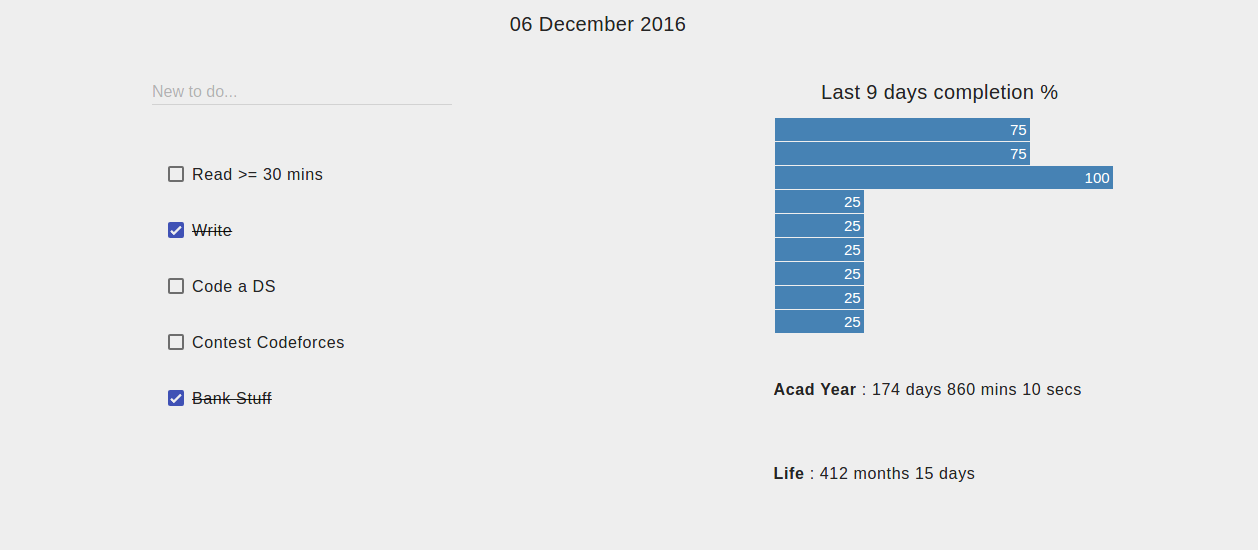 06 December 2016
New to do...
Read >= 30 mins
Write
Code a DS
Contest Codeforces
Bank Stuff
Last 9 days completion %
75
75
100
25
25
25
25
25
25
Acad Year : 174 days 860 mins 10 secs
Life : 412 months 15 days